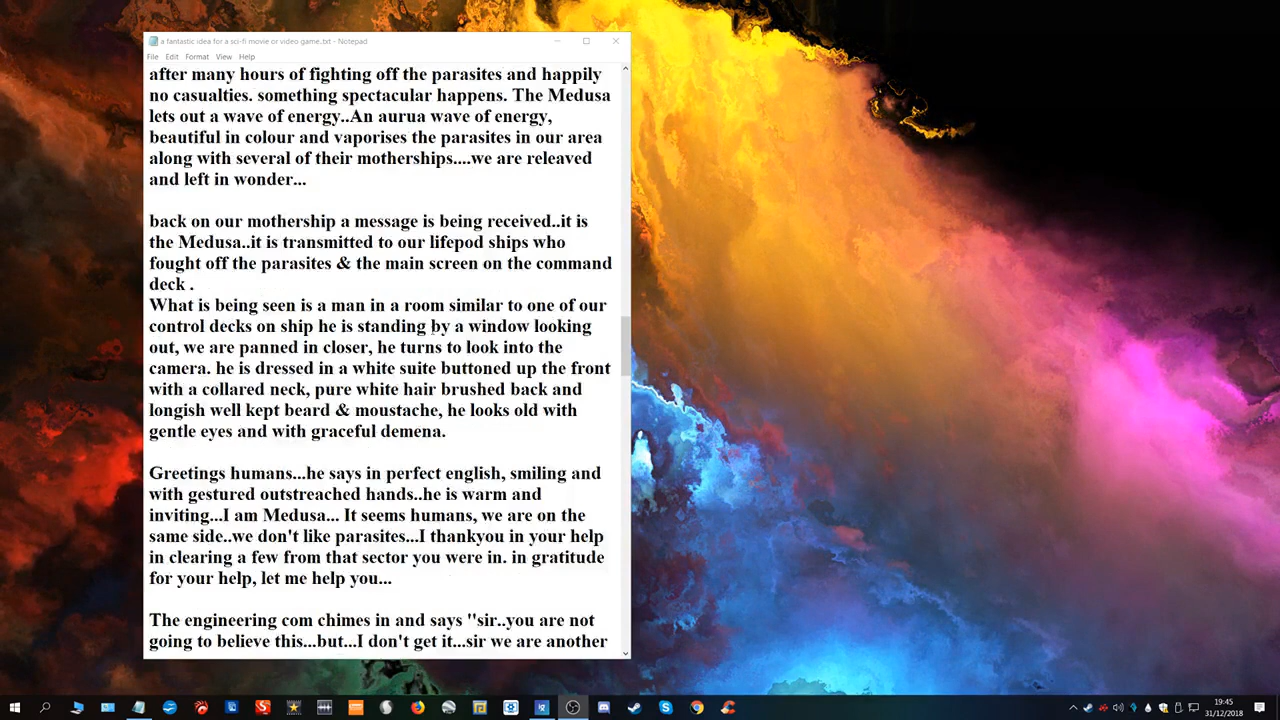 a fantastic idea.for a sci-fi movie or video game..txt - Notepad
File Edit Format View Help
after many hours of fighting off the parasites and happily
no casualties. something spectacular happens. The Medusa
lets out a wave of energy..An aurua wave of energy,
beautiful in colour and vaporises the parasites in our area
along with several of their motherships....we are releaved
and left in wonder...
back on our mothership a message is being received..it is
the Medusa..it is transmitted to our lifepod ships who
fought off the parasites & the main screen on the command
deck .
What is being seen is a man in a room similar to one of our
control decks on ship he is standing by a window looking
out, we are panned in closer, he turns to look into the
camera. he is dressed in a white suite buttoned up the front
with a collared neck, pure white hair brushed back and
longish well kept beard & moustache, he looks old with
gentle eyes and with graceful demena.
Greetings humans...he says in perfect english, smiling and
with gestured outstreached hands..he is warm and
inviting...I am Medusa... It seems humans, we are on the
same side..we don't like parasites...I thankyou in your help
in clearing a few from that sector you were in. in gratitude
for your help, let me help you...
The engineering com chimes in and says "sir..you are not
going to believe this...but...I don't get it...sir we are another
19:45
31/12/2018